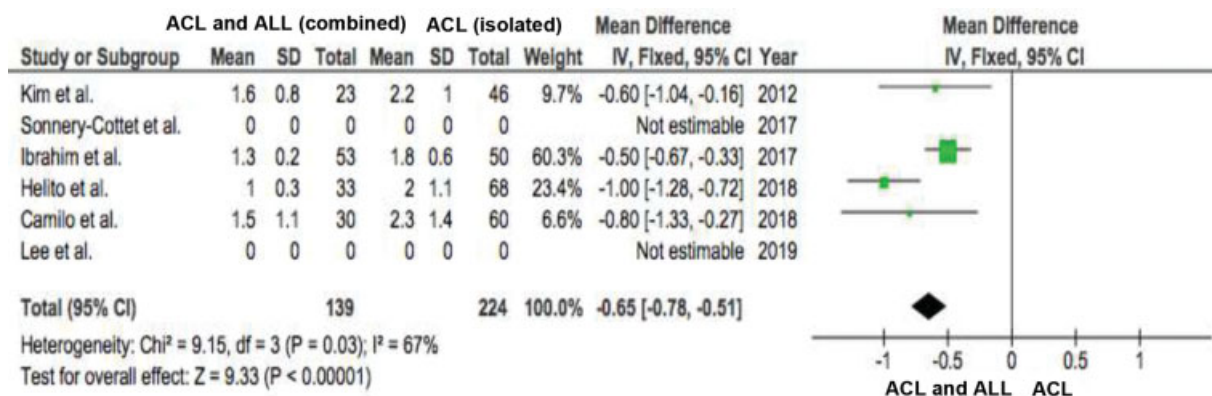 ACL and ALL (combined) ACL (isolated) Mean Difference Mean Difference
Study or Subgroup Mean SD Total Mean SD Total Weight IV, Fixed, 95% CI Year IV, Fixed, 95% CI
Kim et al. 1.6 0.8 23 2.2 1 46 9.7% -0.60 [-1.04, -0.16] 2012
Sonnery-Cottet et al. 0 0 0 0 0 0 Not estimable 2017
Ibrahim et al. 1.3 0.2 53 1.8 0.6 50 60.3% -0.50 [-0.67, -0.33] 2017
Helito et al. 1 0.3 33 2 1.1 68 23.4% -1.00 [-1.28, -0.72] 2018
Camilo et al. 1.5 1.1 30 2.3 1.4 60 6.6% -0.80 [-1.33, -0.27] 2018
Lee et al. 0 0 0 0 0 0 Not estimable 2019
Total (95% CI) 139 224 100.0% -0.65 [-0.78, -0.51]
Heterogeneity: Chi² = 9.15, df = 3 (P = 0.03); I² = 67%
Test for overall effect: Z = 9.33 (P < 0.00001)
-1 -0.5 0 0.5 1
ACL and ALL ACL